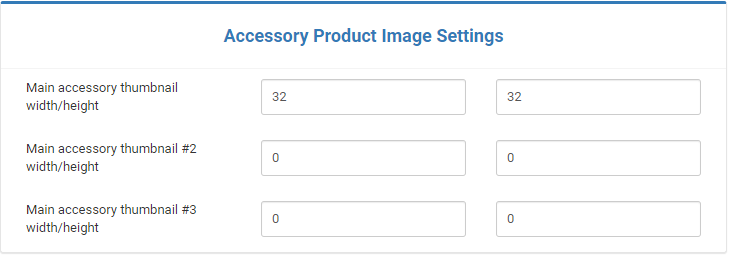 Accessory Product Image Settings
Main accessory thumbnail
width/height
32
32
Main accessory thumbnail #2
width/height
0
0
Main accessory thumbnail #3
width/height
0
0